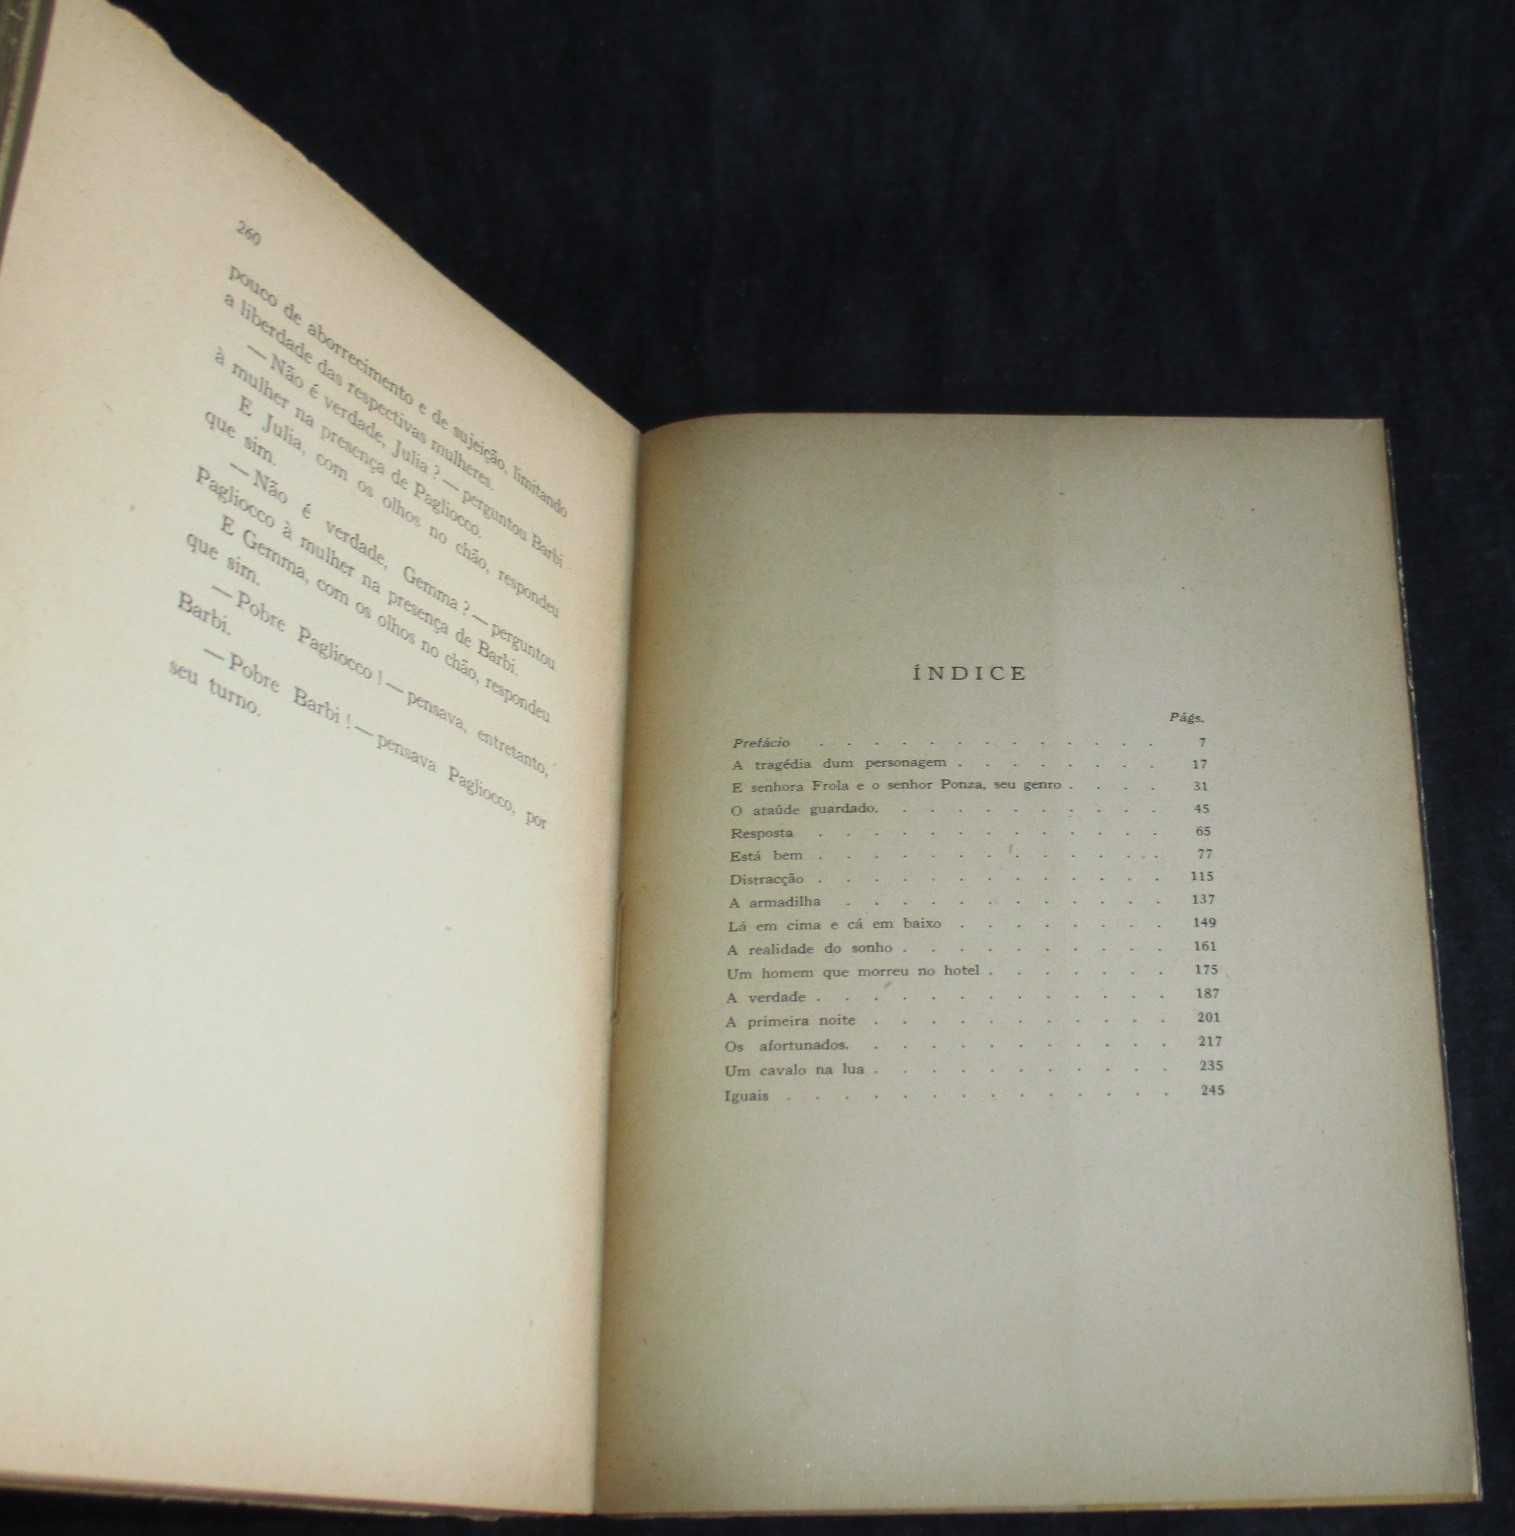 260
pouco de aborrecimento e de sujeição, limitando
a liberdade das respectivas mulheres.
— Não é verdade, Julia ? — perguntou Barbi
à mulher na presença de Pagliocco.
E Julia, com os olhos no chão, respondeu
que sim.
— Não é verdade, Gemma ? — perguntou
Pagliocco à mulher na presença de Barbi.
E Gemma, com os olhos no chão, respondeu
que sim.
— Pobre Pagliocco ! — pensava, entretanto,
Barbi.
— Pobre Barbi ! — pensava Pagliocco, por
seu turno.
ÍNDICE
Págs.
Prefácio . . . . . . . . . . . . . 7
A tragédia dum personagem . . . . . . . . 17
E senhora Frola e o senhor Ponza, seu genro . . . . 31
O ataúde guardado. . . . . . . . . . . 45
Resposta . . . . . . . . . . . . . 65
Está bem . . . . . . . . . . . . . 77
Distracção . . . . . . . . . . . . . 115
A armadilha . . . . . . . . . . . . 137
Lá em cima e cá em baixo . . . . . . . . 149
A realidade do sonho . . . . . . . . . . 161
Um homem que morreu no hotel . . . . . . . 175
A verdade . . . . . . . . . . . . . 187
A primeira noite . . . . . . . . . . . 201
Os afortunados. . . . . . . . . . . . 217
Um cavalo na lua . . . . . . . . . . . 235
Iguais . . . . . . . . . . . . . . 245